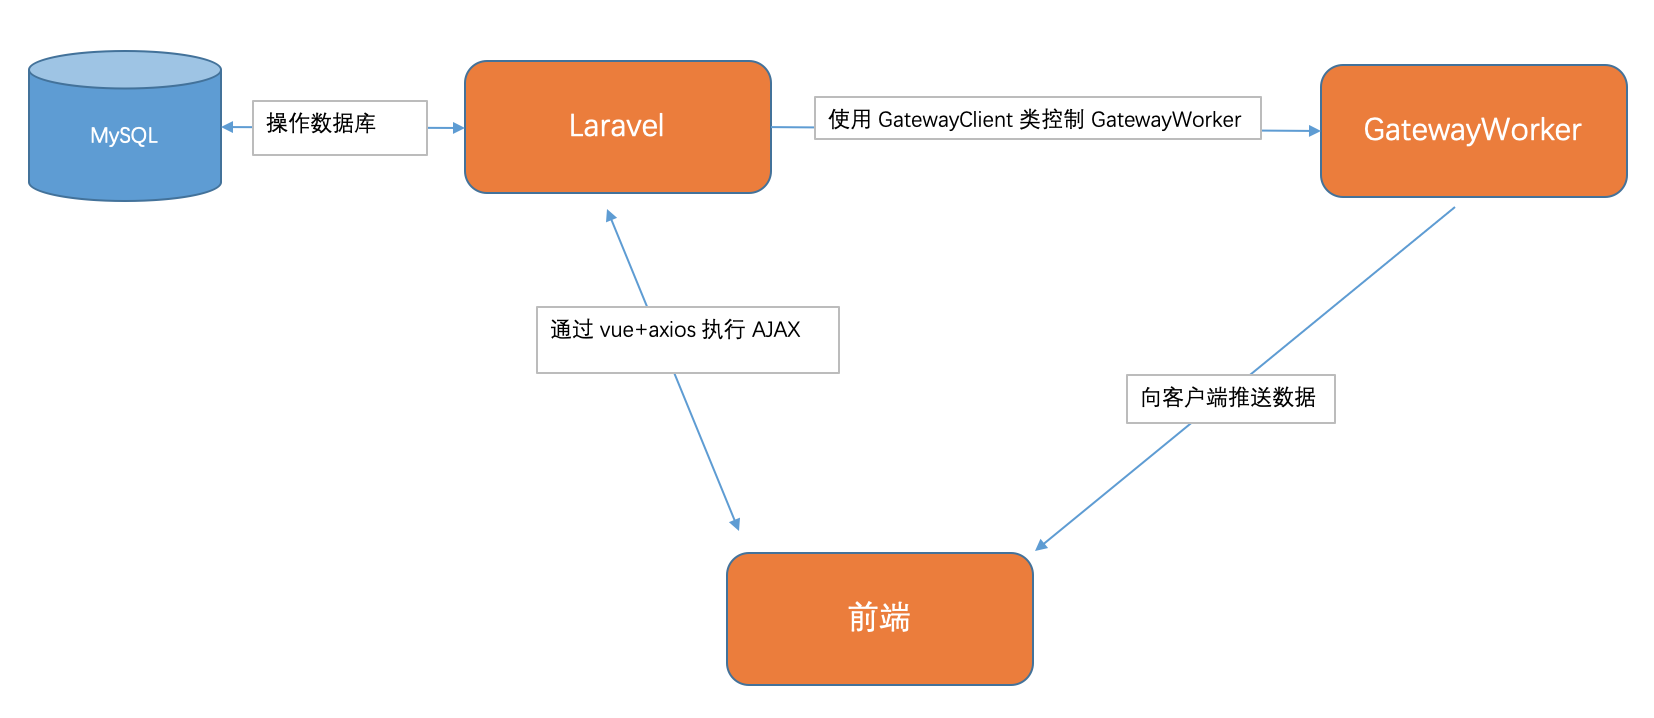 MySQL
操作数据库
Laravel
使用 GatewayClient 类控制 GatewayWorker
GatewayWorker
通过 vue+axios 执行 AJAX
向客户端推送数据
前端